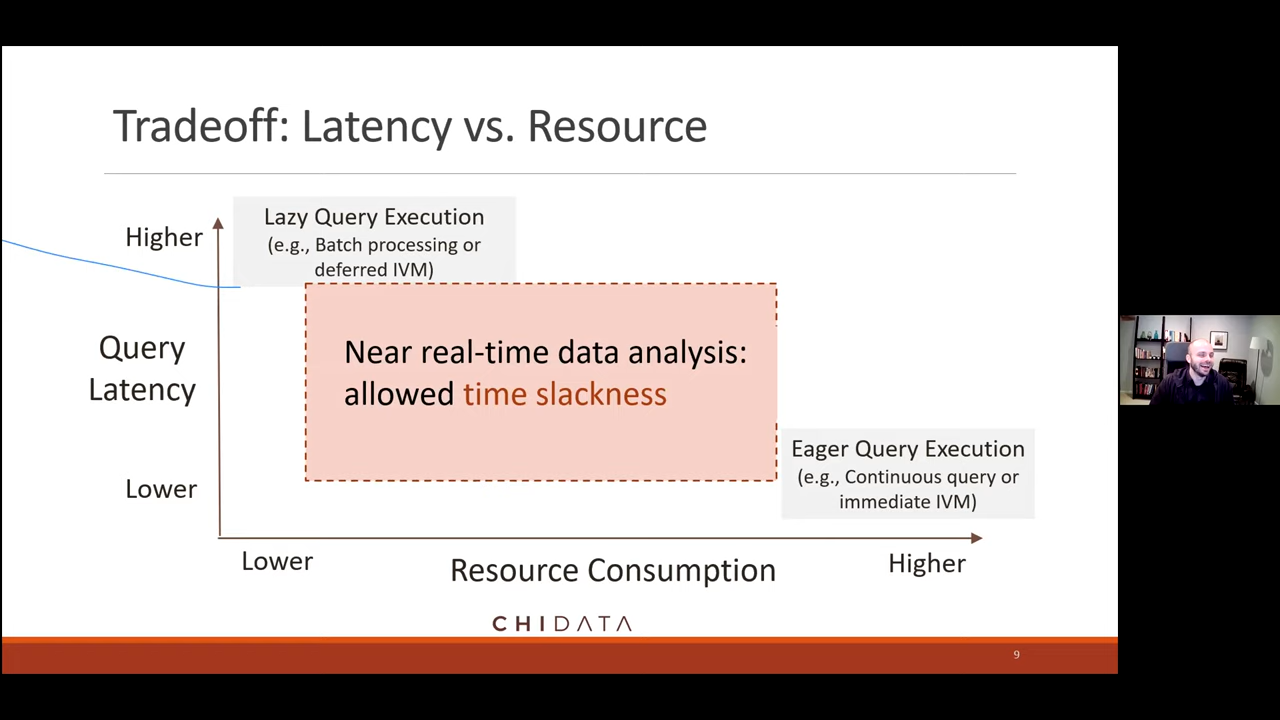 Tradeoff: Latency vs. Resource
Higher
Lazy Query Execution
(e.g., Batch processing or
deferred IVM)
Query
Latency
Near real-time data analysis:
allowed time slackness
Eager Query Execution
(e.g., Continuous query or
immediate IVM)
Lower
Lower
Resource Consumption
Higher
CHIDATA
9